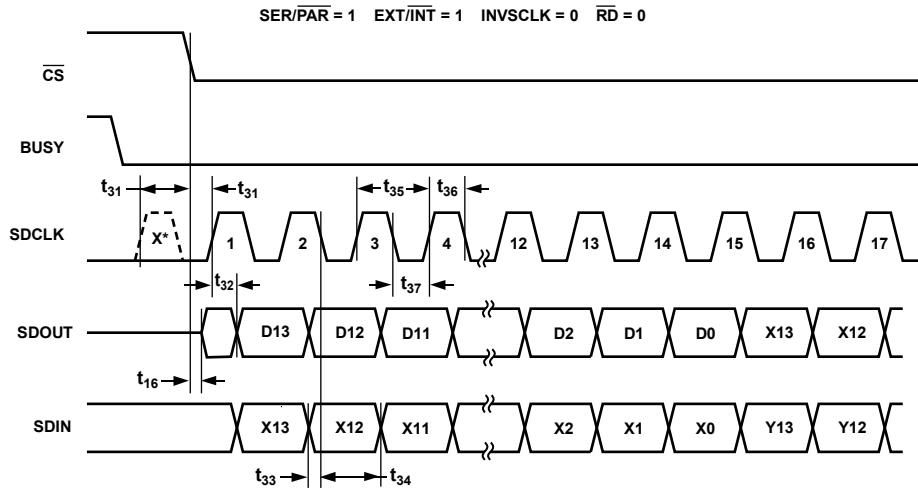 SER/PAR = 1 EXT/INT = 1 INVSCLK = 0 RD = 0
CS
BUSY
t31 t31 t35 t36
SDCLK X* 1 2 3 4 12 13 14 15 16 17
t32 t37
SDOUT D13 D12 D11 D2 D1 D0 X13 X12
t16
SDIN X13 X12 X11 X2 X1 X0 Y13 Y12
t33 t34